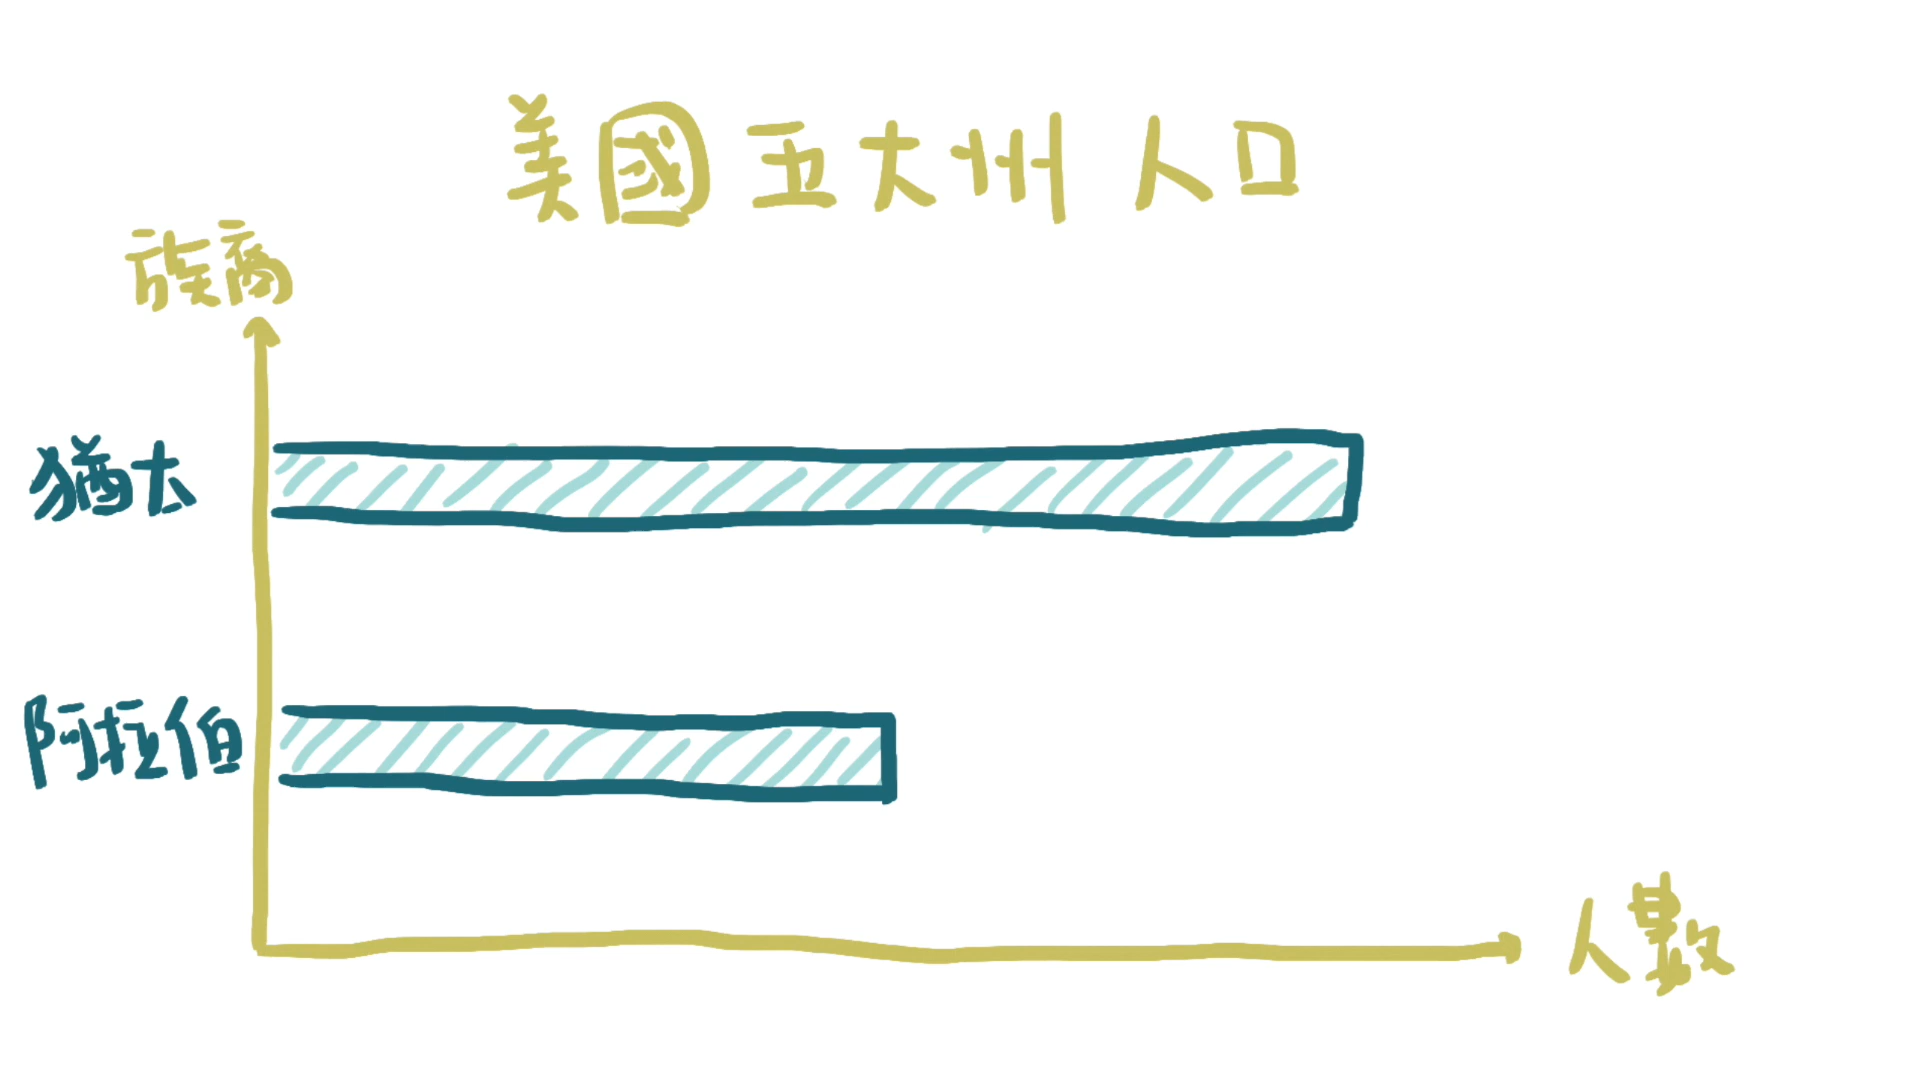 美國五大州人口
族裔
猶太
阿拉伯
人數